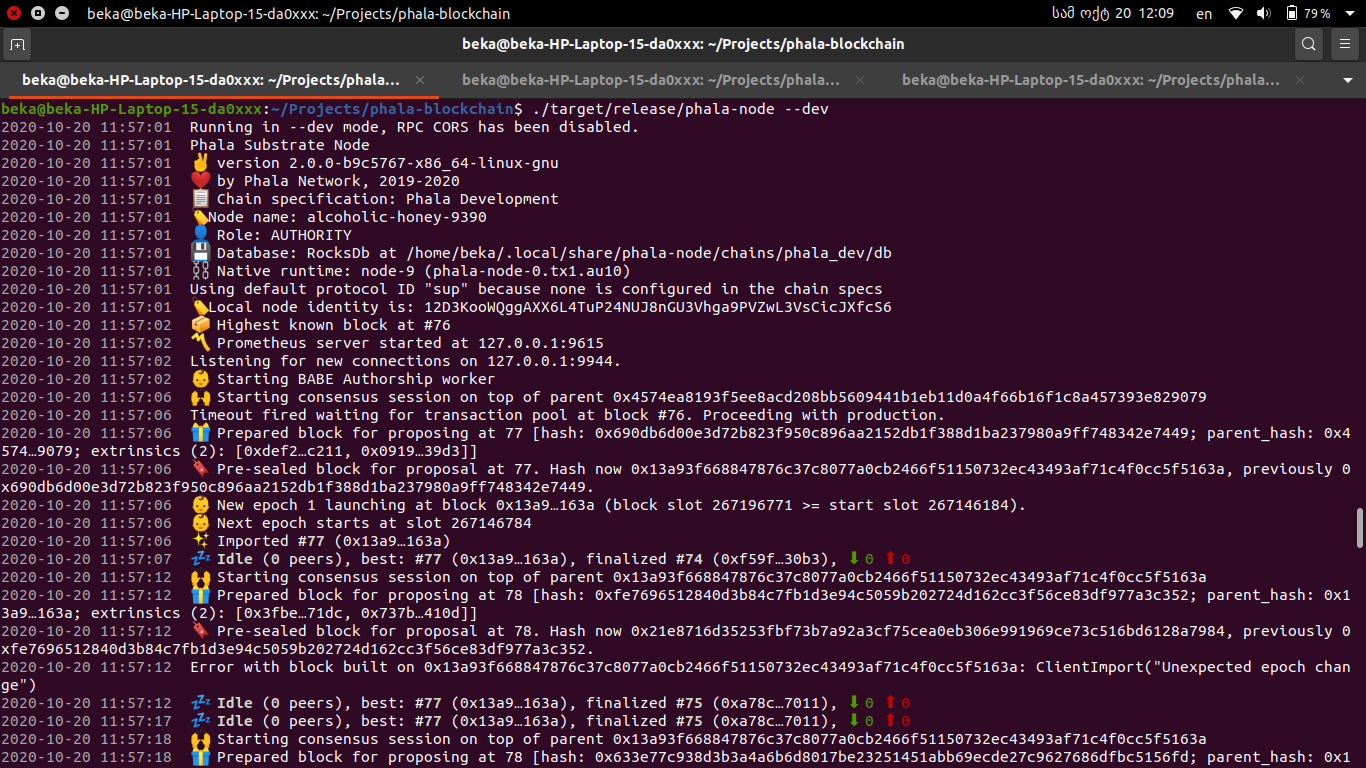 beka@beka-HP-Laptop-15-da0xxx: ~/Projects/phala-blockchain
სამ ოქტ 20 12:09 en 79 %
beka@beka-HP-Laptop-15-da0xxx: ~/Projects/phala-blockchain
beka@beka-HP-Laptop-15-da0xxx: ~/Projects/phala... × beka@beka-HP-Laptop-15-da0xxx: ~/Projects/phala... × beka@beka-HP-Laptop-15-da0xxx: ~/Projects/phala... ×
beka@beka-HP-Laptop-15-da0xxx:~/Projects/phala-blockchain$ ./target/release/phala-node --dev
2020-10-20 11:57:01 Running in --dev mode, RPC CORS has been disabled.
2020-10-20 11:57:01 Phala Substrate Node
2020-10-20 11:57:01 ✌ version 2.0.0-b9c5767-x86_64-linux-gnu
2020-10-20 11:57:01 ❤ by Phala Network, 2019-2020
2020-10-20 11:57:01 📋 Chain specification: Phala Development
2020-10-20 11:57:01 🏷Node name: alcoholic-honey-9390
2020-10-20 11:57:01 👤 Role: AUTHORITY
2020-10-20 11:57:01 💾 Database: RocksDb at /home/beka/.local/share/phala-node/chains/phala_dev/db
2020-10-20 11:57:01 ⛓ Native runtime: node-9 (phala-node-0.tx1.au10)
2020-10-20 11:57:01 Using default protocol ID "sup" because none is configured in the chain specs
2020-10-20 11:57:01 🏷Local node identity is: 12D3KooWQggAXX6L4TuP24NUJ8nGU3Vhga9PVZwL3VsCicJXfcS6
2020-10-20 11:57:02 📦 Highest known block at #76
2020-10-20 11:57:02 〽 Prometheus server started at 127.0.0.1:9615
2020-10-20 11:57:02 Listening for new connections on 127.0.0.1:9944.
2020-10-20 11:57:02 👶 Starting BABE Authorship worker
2020-10-20 11:57:06 🙌 Starting consensus session on top of parent 0x4574ea8193f5ee8acd208bb5609441b1eb11d0a4f66b16f1c8a457393e829079
2020-10-20 11:57:06 Timeout fired waiting for transaction pool at block #76. Proceeding with production.
2020-10-20 11:57:06 🎁 Prepared block for proposing at 77 [hash: 0x690db6d00e3d72b823f950c896aa2152db1f388d1ba237980a9ff748342e7449; parent_hash: 0x4
574…9079; extrinsics (2): [0xdef2…c211, 0x0919…39d3]]
2020-10-20 11:57:06 🔖 Pre-sealed block for proposal at 77. Hash now 0x13a93f668847876c37c8077a0cb2466f51150732ec43493af71c4f0cc5f5163a, previously 0
x690db6d00e3d72b823f950c896aa2152db1f388d1ba237980a9ff748342e7449.
2020-10-20 11:57:06 👶 New epoch 1 launching at block 0x13a9…163a (block slot 267196771 >= start slot 267146184).
2020-10-20 11:57:06 👶 Next epoch starts at slot 267146784
2020-10-20 11:57:06 ✨ Imported #77 (0x13a9…163a)
2020-10-20 11:57:07 💤 Idle (0 peers), best: #77 (0x13a9…163a), finalized #74 (0xf59f…30b3), ⬇ 0 ⬆ 0
2020-10-20 11:57:12 🙌 Starting consensus session on top of parent 0x13a93f668847876c37c8077a0cb2466f51150732ec43493af71c4f0cc5f5163a
2020-10-20 11:57:12 🎁 Prepared block for proposing at 78 [hash: 0xfe7696512840d3b84c7fb1d3e94c5059b202724d162cc3f56ce83df977a3c352; parent_hash: 0x1
3a9…163a; extrinsics (2): [0x3fbe…71dc, 0x737b…410d]]
2020-10-20 11:57:12 🔖 Pre-sealed block for proposal at 78. Hash now 0x21e8716d35253fbf73b7a92a3cf75cea0eb306e991969ce73c516bd6128a7984, previously 0
xfe7696512840d3b84c7fb1d3e94c5059b202724d162cc3f56ce83df977a3c352.
2020-10-20 11:57:12 Error with block built on 0x13a93f668847876c37c8077a0cb2466f51150732ec43493af71c4f0cc5f5163a: ClientImport("Unexpected epoch chan
ge")
2020-10-20 11:57:12 💤 Idle (0 peers), best: #77 (0x13a9…163a), finalized #75 (0xa78c…7011), ⬇ 0 ⬆ 0
2020-10-20 11:57:17 💤 Idle (0 peers), best: #77 (0x13a9…163a), finalized #75 (0xa78c…7011), ⬇ 0 ⬆ 0
2020-10-20 11:57:18 🙌 Starting consensus session on top of parent 0x13a93f668847876c37c8077a0cb2466f51150732ec43493af71c4f0cc5f5163a
2020-10-20 11:57:18 🎁 Prepared block for proposing at 78 [hash: 0x633e77c938d3b3a4a6b6d8017be23251451abb69ecde27c9627686dfbc5156fd; parent_hash: 0x1